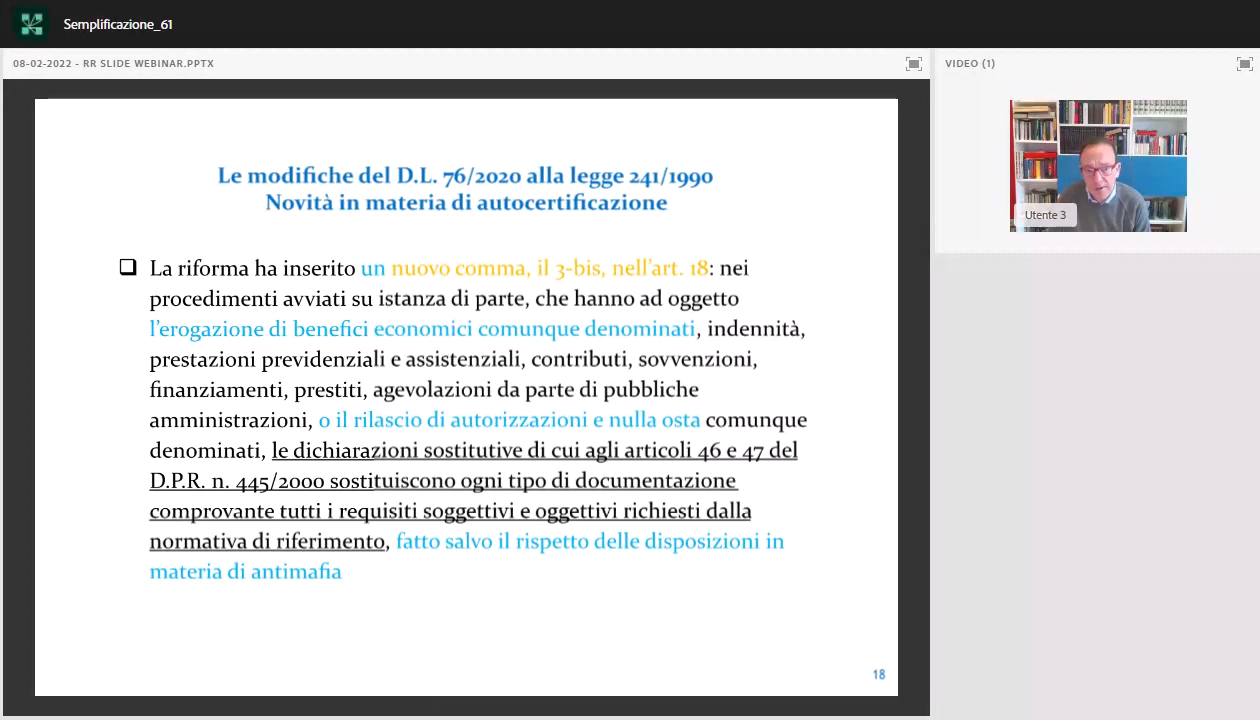 Semplificazione_61
08-02-2022 - RR SLIDE WEBINAR.PPTX
VIDEO (1)
Utente 3
Le modifiche del D.L. 76/2020 alla legge 241/1990
Novità in materia di autocertificazione
La riforma ha inserito un nuovo comma, il 3-bis, nell'art. 18: nei
procedimenti avviati su istanza di parte, che hanno ad oggetto
l'erogazione di benefici economici comunque denominati, indennità,
prestazioni previdenziali e assistenziali, contributi, sovvenzioni,
finanziamenti, prestiti, agevolazioni da parte di pubbliche
amministrazioni, o il rilascio di autorizzazioni e nulla osta comunque
denominati, le dichiarazioni sostitutive di cui agli articoli 46 e 47 del
D.P.R. n. 445/2000 sostituiscono ogni tipo di documentazione
comprovante tutti i requisiti soggettivi e oggettivi richiesti dalla
normativa di riferimento, fatto salvo il rispetto delle disposizioni in
materia di antimafia
18